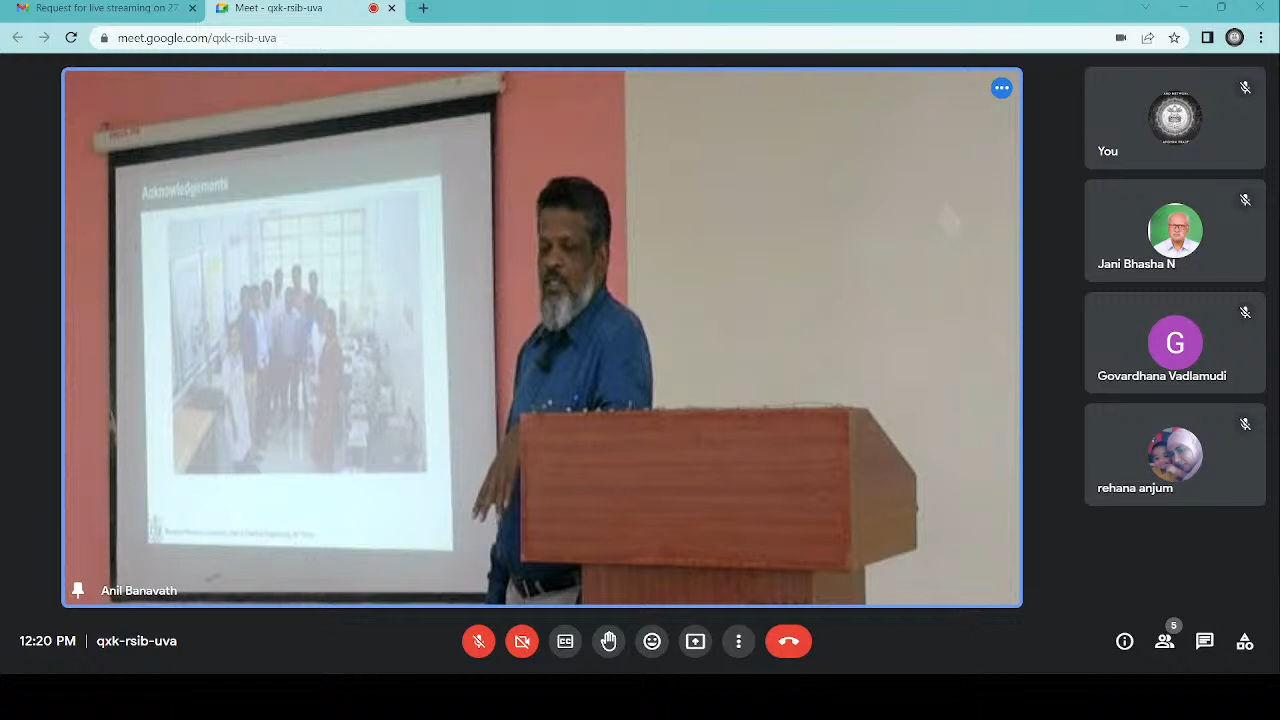 Request for live streaming on 27
Meet - qxk-rsib-uva
meet.google.com/qxk-rsib-uva
Acknowledgements
You
Jani Bhasha N
G
Govardhana Vadlamudi
rehana anjum
Anil Banavath
12:20 PM
qxk-rsib-uva
5